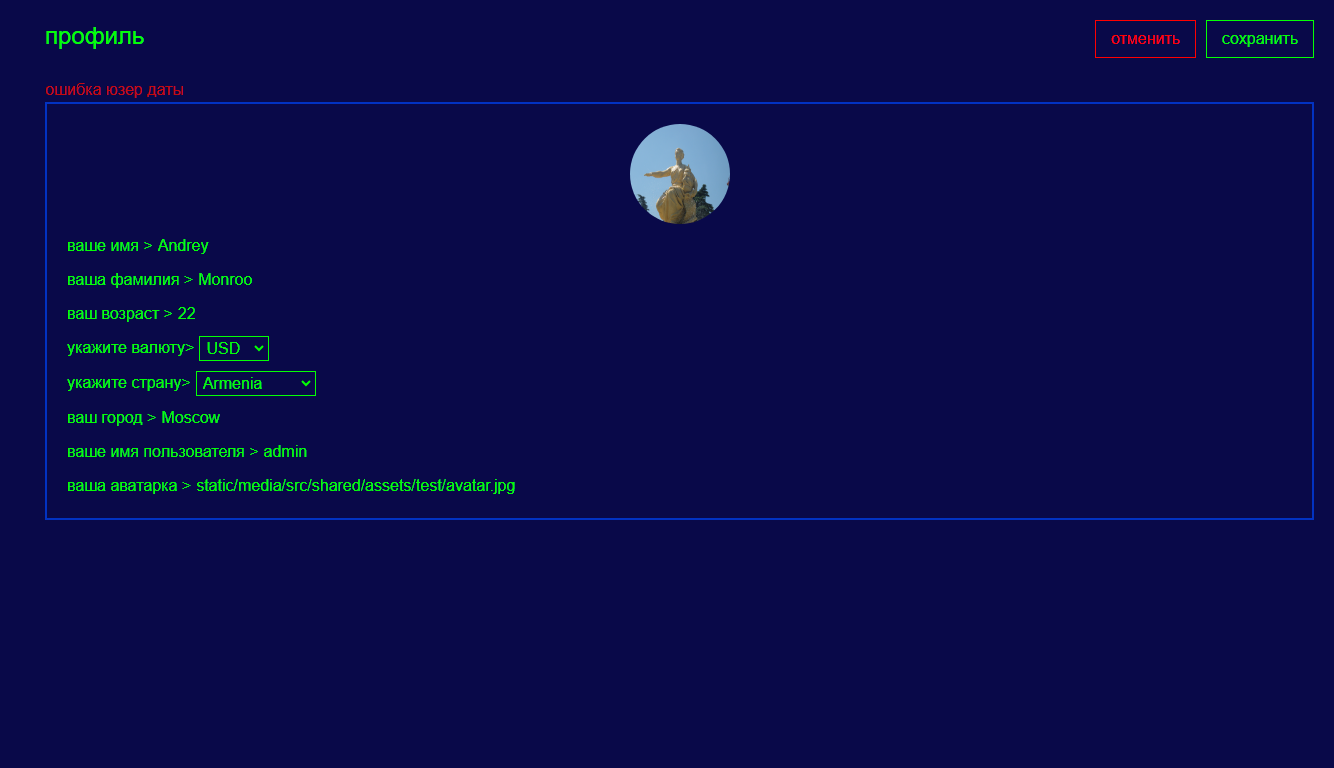 профиль
отменить
сохранить
ошибка юзер даты
ваше имя > Andrey
ваша фамилия > Monroo
ваш возраст > 22
укажите валюту> USD
укажите страну> Armenia
ваш город > Moscow
ваше имя пользователя > admin
ваша аватарка > static/media/src/shared/assets/test/avatar.jpg